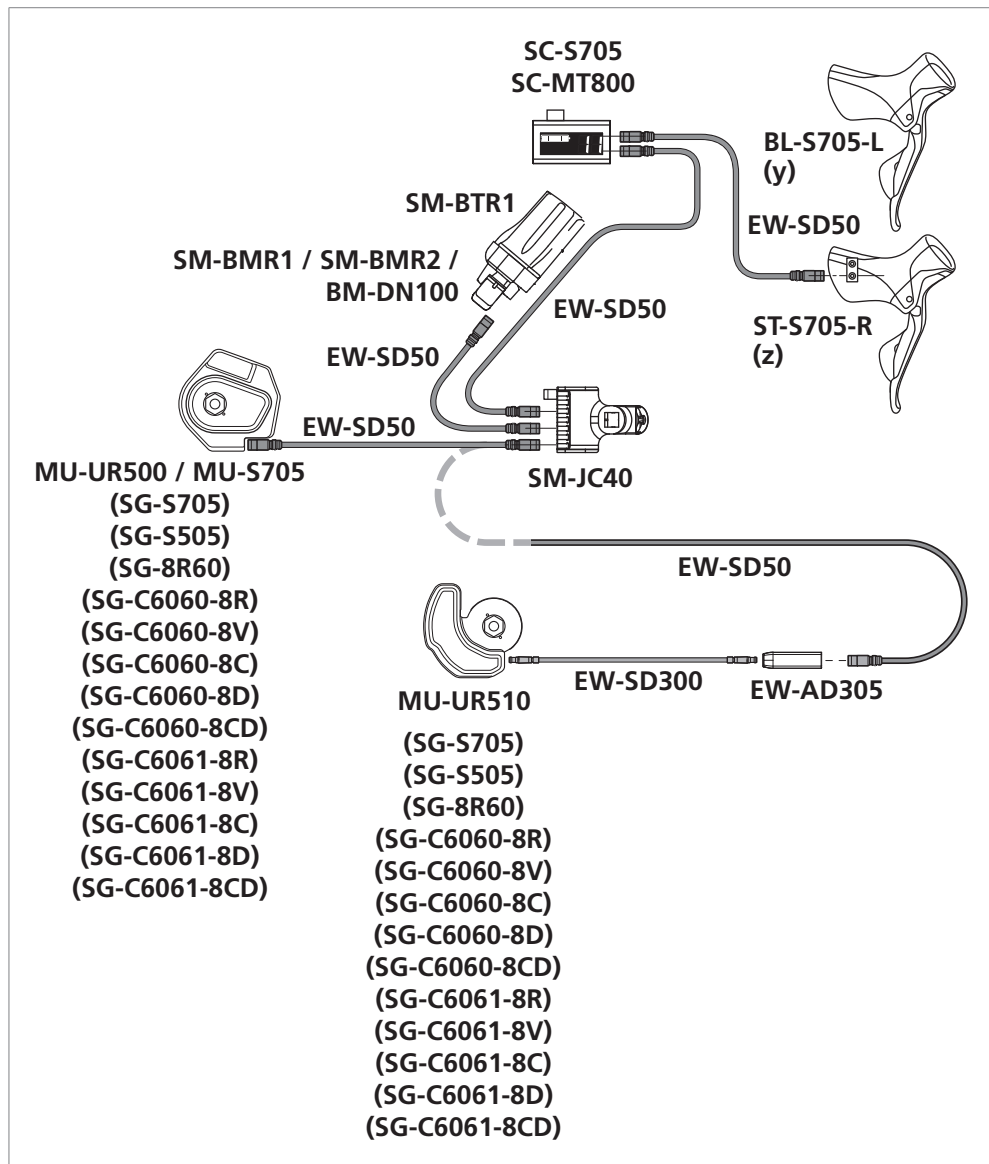 SC-S705
SC-MT800
BL-S705-L
(y)
SM-BTR1
EW-SD50
SM-BMR1 / SM-BMR2 /
BM-DN100
EW-SD50
ST-S705-R
(z)
EW-SD50
EW-SD50
MU-UR500 / MU-S705
(SG-S705)
(SG-S505)
(SG-8R60)
(SG-C6060-8R)
(SG-C6060-8V)
(SG-C6060-8C)
(SG-C6060-8D)
(SG-C6060-8CD)
(SG-C6061-8R)
(SG-C6061-8V)
(SG-C6061-8C)
(SG-C6061-8D)
(SG-C6061-8CD)
SM-JC40
EW-SD50
EW-SD300
EW-AD305
MU-UR510
(SG-S705)
(SG-S505)
(SG-8R60)
(SG-C6060-8R)
(SG-C6060-8V)
(SG-C6060-8C)
(SG-C6060-8D)
(SG-C6060-8CD)
(SG-C6061-8R)
(SG-C6061-8V)
(SG-C6061-8C)
(SG-C6061-8D)
(SG-C6061-8CD)